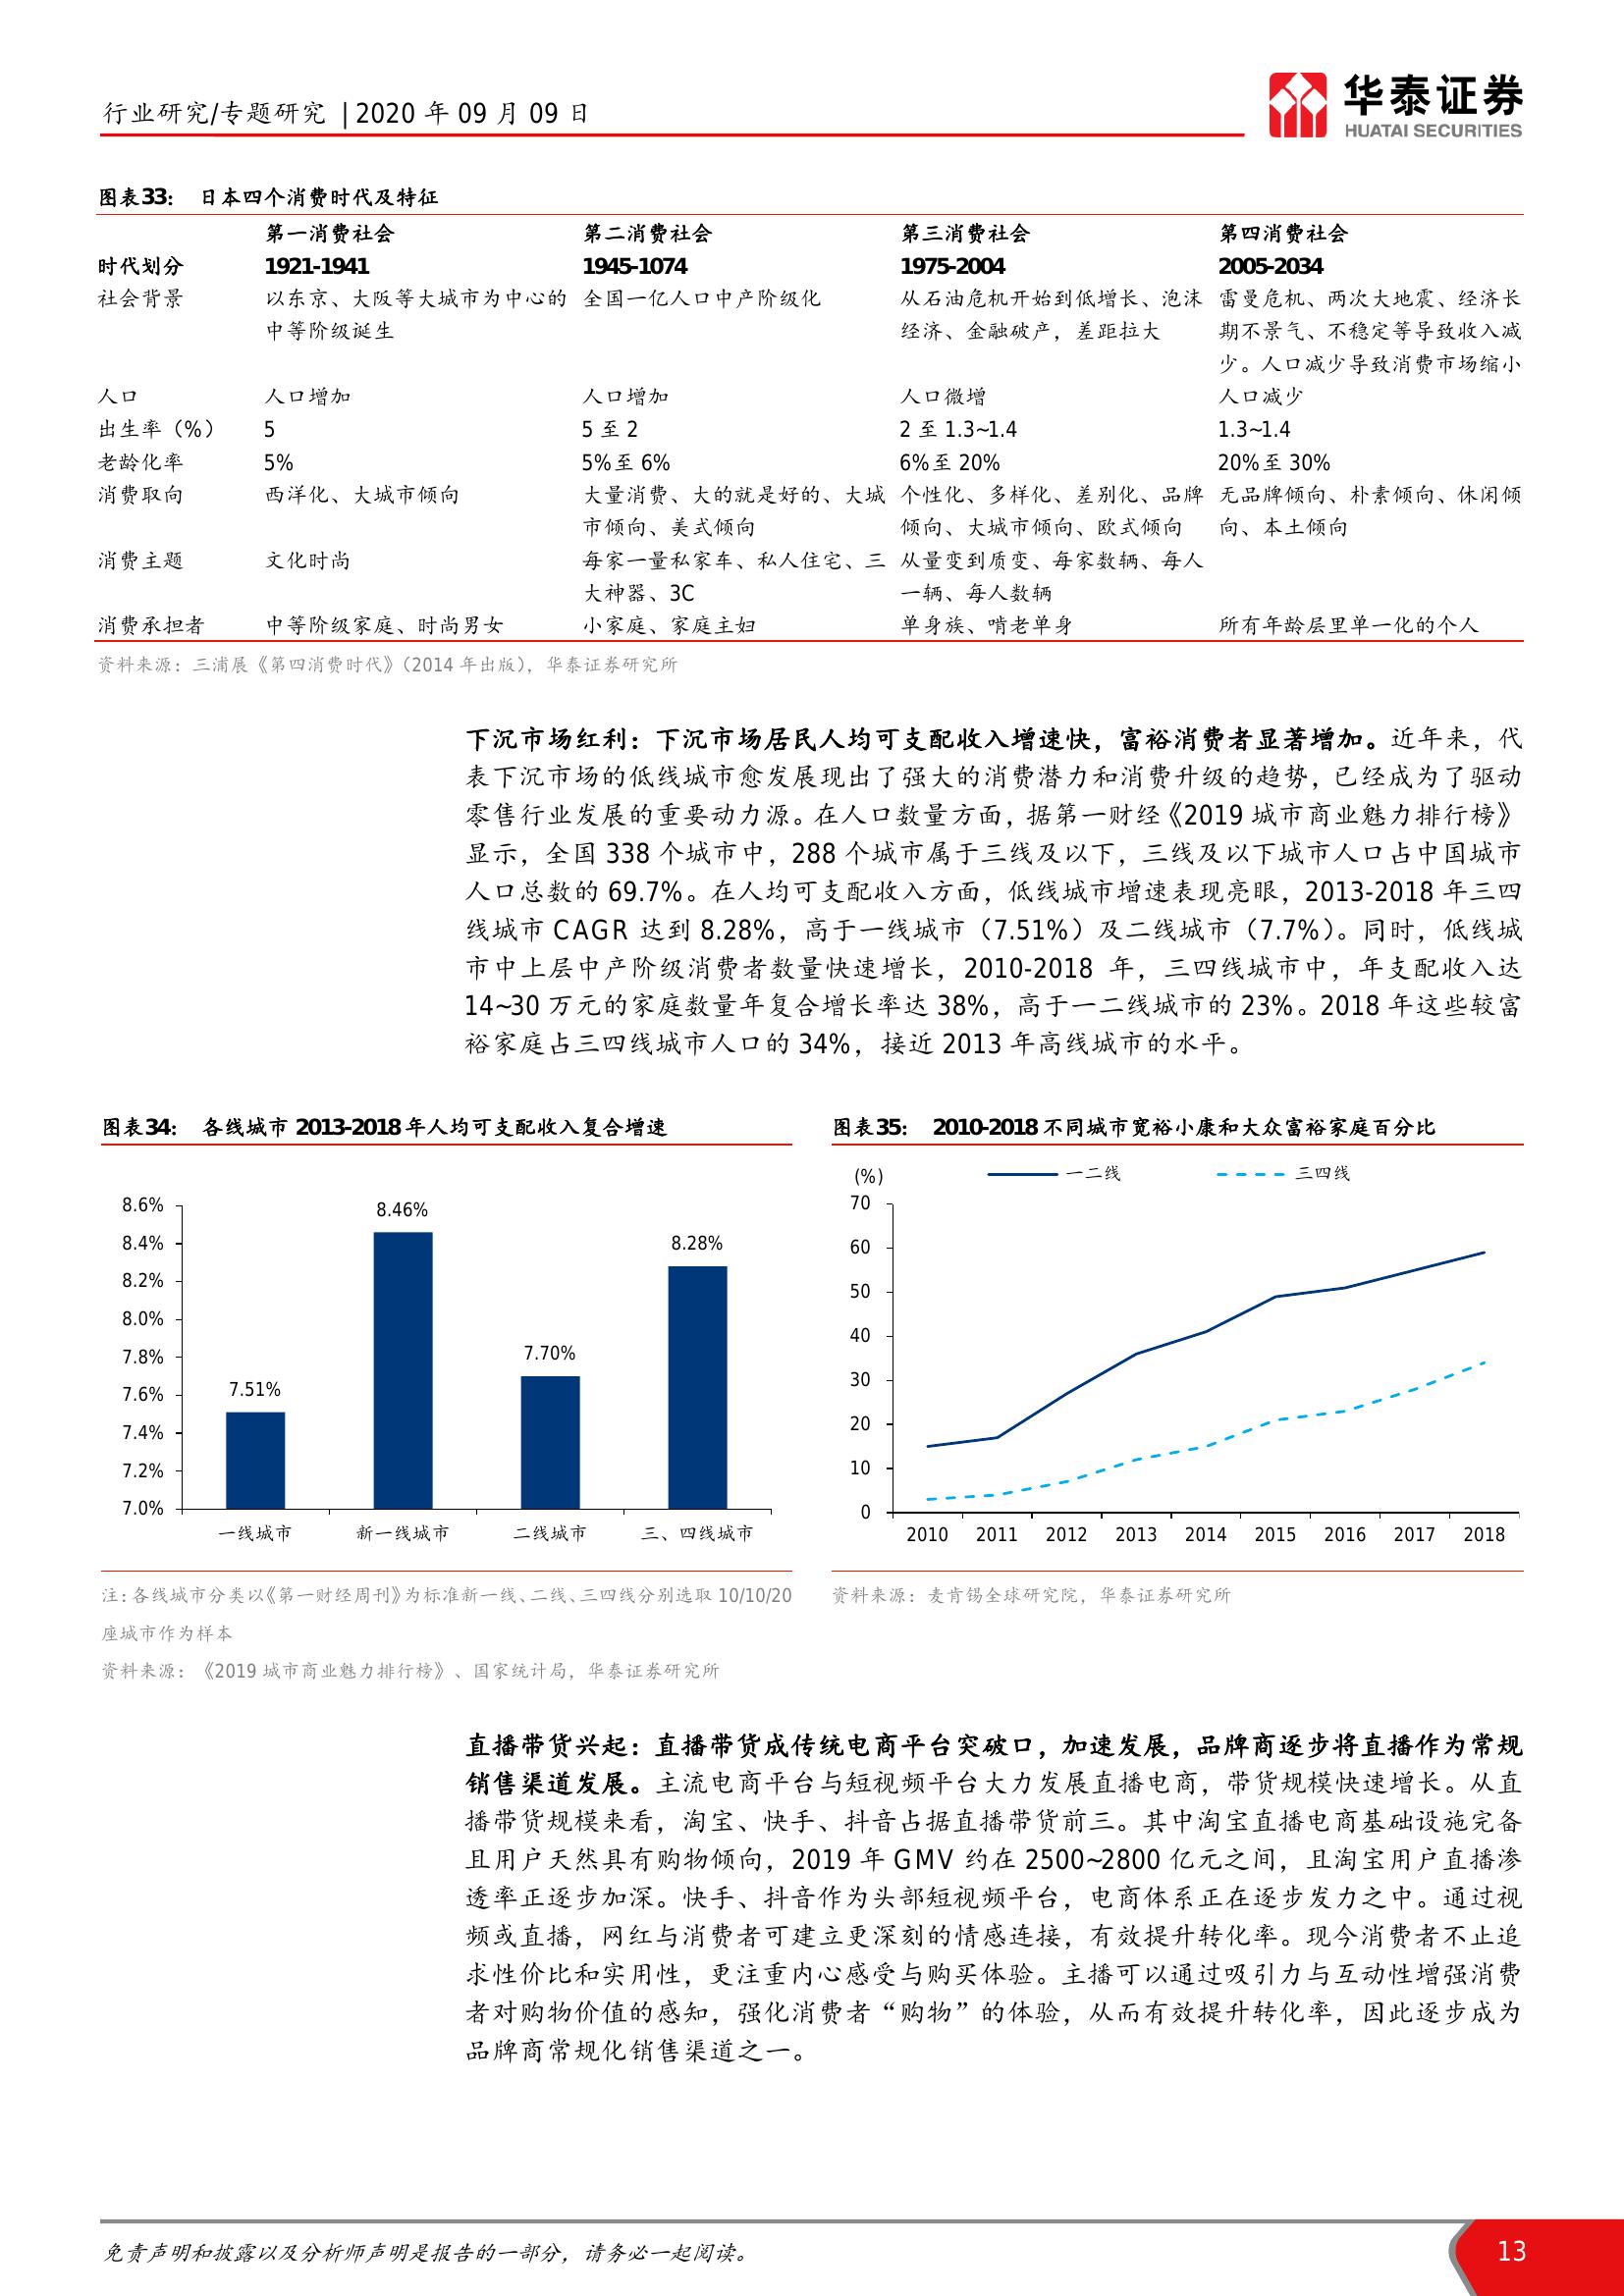 行业研究/专题研究 | 2020 年 09 月 09 日
华泰证券
HUATAI SECURITIES
图表33： 日本四个消费时代及特征
第一消费社会 第二消费社会 第三消费社会 第四消费社会
时代划分 1921-1941 1945-1074 1975-2004 2005-2034
社会背景 以东京、大阪等大城市为中心的 全国一亿人口中产阶级化 从石油危机开始到低增长、泡沫 雷曼危机、两次大地震、经济长
中等阶级诞生 经济、金融破产，差距拉大 期不景气、不稳定等导致收入减
少。人口减少导致消费市场缩小
人口 人口增加 人口增加 人口微增 人口减少
出生率（%） 5 5 至 2 2 至 1.3~1.4 1.3~1.4
老龄化率 5% 5%至 6% 6%至 20% 20%至 30%
消费取向 西洋化、大城市倾向 大量消费、大的就是好的、大城 个性化、多样化、差别化、品牌 无品牌倾向、朴素倾向、休闲倾
市倾向、美式倾向 倾向、大城市倾向、欧式倾向 向、本土倾向
消费主题 文化时尚 每家一量私家车、私人住宅、三 从量变到质变、每家数辆、每人
大神器、3C 一辆、每人数辆
消费承担者 中等阶级家庭、时尚男女 小家庭、家庭主妇 单身族、啃老单身 所有年龄层里单一化的个人
资料来源：三浦展《第四消费时代》（2014 年出版），华泰证券研究所
下沉市场红利：下沉市场居民人均可支配收入增速快，富裕消费者显著增加。近年来，代
表下沉市场的低线城市愈发展现出了强大的消费潜力和消费升级的趋势，已经成为了驱动
零售行业发展的重要动力源。在人口数量方面，据第一财经《2019 城市商业魅力排行榜》
显示，全国 338 个城市中，288 个城市属于三线及以下，三线及以下城市人口占中国城市
人口总数的 69.7%。在人均可支配收入方面，低线城市增速表现亮眼，2013-2018 年三四
线城市 CAGR 达到 8.28%，高于一线城市（7.51%）及二线城市（7.7%）。同时，低线城
市中上层中产阶级消费者数量快速增长，2010-2018 年，三四线城市中，年支配收入达
14~30 万元的家庭数量年复合增长率达 38%，高于一二线城市的 23%。2018 年这些较富
裕家庭占三四线城市人口的 34%，接近 2013 年高线城市的水平。
图表34： 各线城市 2013-2018 年人均可支配收入复合增速
8.6%
8.4%
8.2%
8.0%
7.8%
7.6%
7.4%
7.2%
7.0%
7.51%
8.46%
7.70%
8.28%
一线城市 新一线城市 二线城市 三、四线城市
注：各线城市分类以《第一财经周刊》为标准新一线、二线、三四线分别选取 10/10/20
座城市作为样本
资料来源：《2019 城市商业魅力排行榜》、国家统计局，华泰证券研究所
图表35： 2010-2018 不同城市宽裕小康和大众富裕家庭百分比
(%) 一二线 三四线
70
60
50
40
30
20
10
0
2010 2011 2012 2013 2014 2015 2016 2017 2018
资料来源：麦肯锡全球研究院，华泰证券研究所
直播带货兴起：直播带货成传统电商平台突破口，加速发展，品牌商逐步将直播作为常规
销售渠道发展。主流电商平台与短视频平台大力发展直播电商，带货规模快速增长。从直
播带货规模来看，淘宝、快手、抖音占据直播带货前三。其中淘宝直播电商基础设施完备
且用户天然具有购物倾向，2019 年 GMV 约在 2500~2800 亿元之间，且淘宝用户直播渗
透率正逐步加深。快手、抖音作为头部短视频平台，电商体系正在逐步发力之中。通过视
频或直播，网红与消费者可建立更深刻的情感连接，有效提升转化率。现今消费者不止追
求性价比和实用性，更注重内心感受与购买体验。主播可以通过吸引力与互动性增强消费
者对购物价值的感知，强化消费者“购物”的体验，从而有效提升转化率，因此逐步成为
品牌商常规化销售渠道之一。
免责声明和披露以及分析师声明是报告的一部分，请务必一起阅读。
13